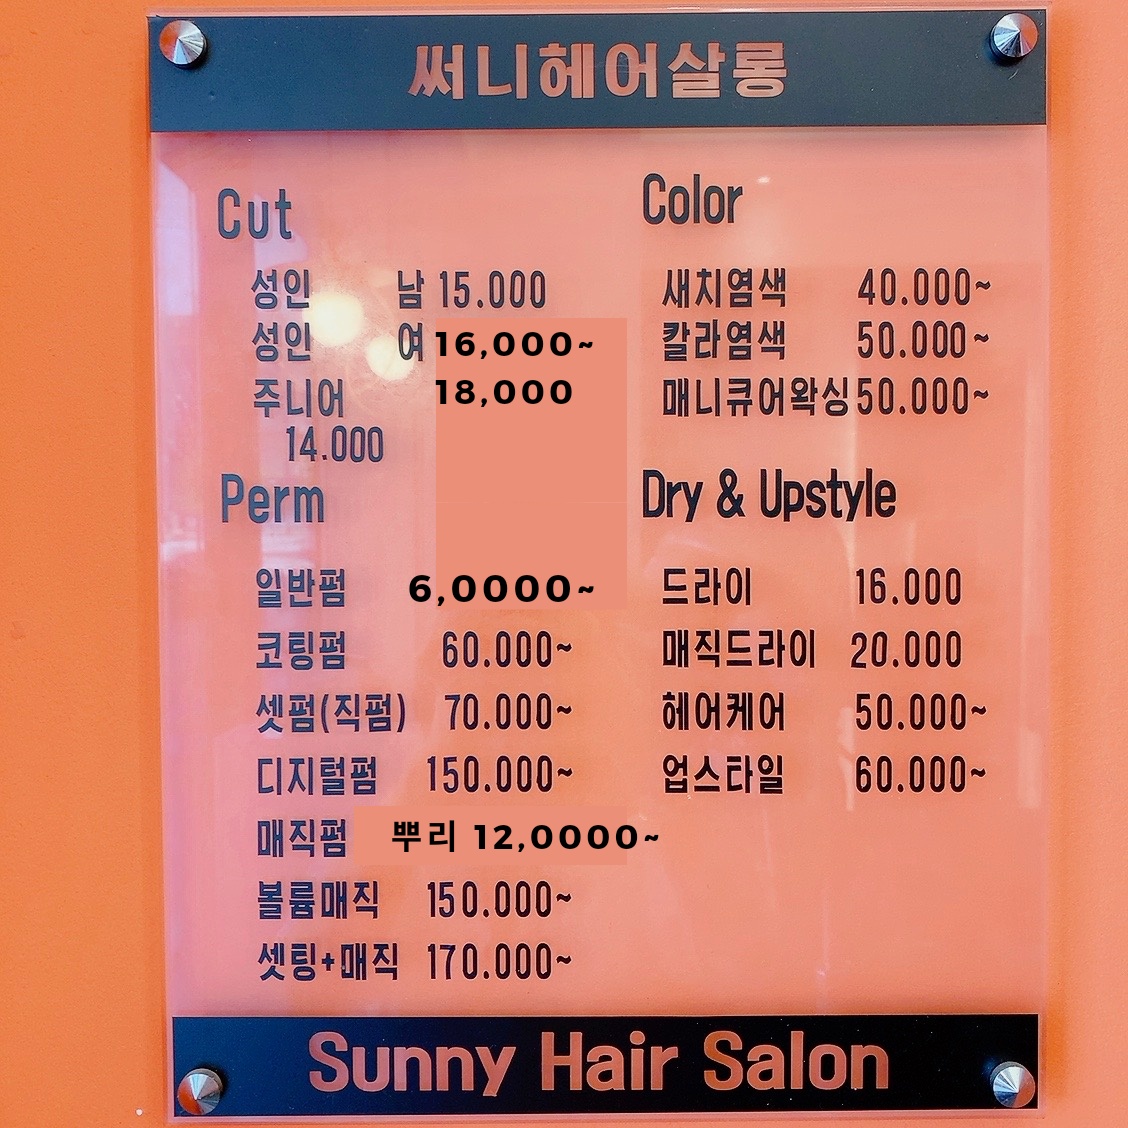 써니헤어살롱
Cut
성인 남 15.000
성인 여 16,000~
주니어 18,000
14.000
Perm
일반펌 6,0000~
코팅펌 60.000~
셋펌(직펌) 70.000~
디지털펌 150.000~
매직펌 뿌리 12,0000~
볼륨매직 150.000~
셋팅+매직 170.000~
Color
새치염색 40.000~
칼라염색 50.000~
매니큐어왁싱 50.000~
Dry & Upstyle
드라이 16.000
매직드라이 20.000
헤어케어 50.000~
업스타일 60.000~
Sunny Hair Salon